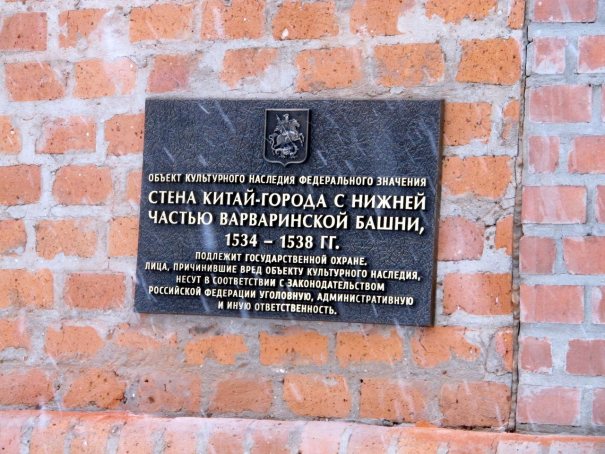 ОБЪЕКТ КУЛЬТУРНОГО НАСЛЕДИЯ ФЕДЕРАЛЬНОГО ЗНАЧЕНИЯ
СТЕНА КИТАЙ-ГОРОДА С НИЖНЕЙ
ЧАСТЬЮ ВАРВАРИНСКОЙ БАШНИ,
1534 – 1538 ГГ.
ПОДЛЕЖИТ ГОСУДАРСТВЕННОЙ ОХРАНЕ.
ЛИЦА, ПРИЧИНИВШИЕ ВРЕД ОБЪЕКТУ КУЛЬТУРНОГО НАСЛЕДИЯ,
НЕСУТ В СООТВЕТСТВИИ С ЗАКОНОДАТЕЛЬСТВОМ
РОССИЙСКОЙ ФЕДЕРАЦИИ УГОЛОВНУЮ, АДМИНИСТРАТИВНУЮ
И ИНУЮ ОТВЕТСТВЕННОСТЬ.